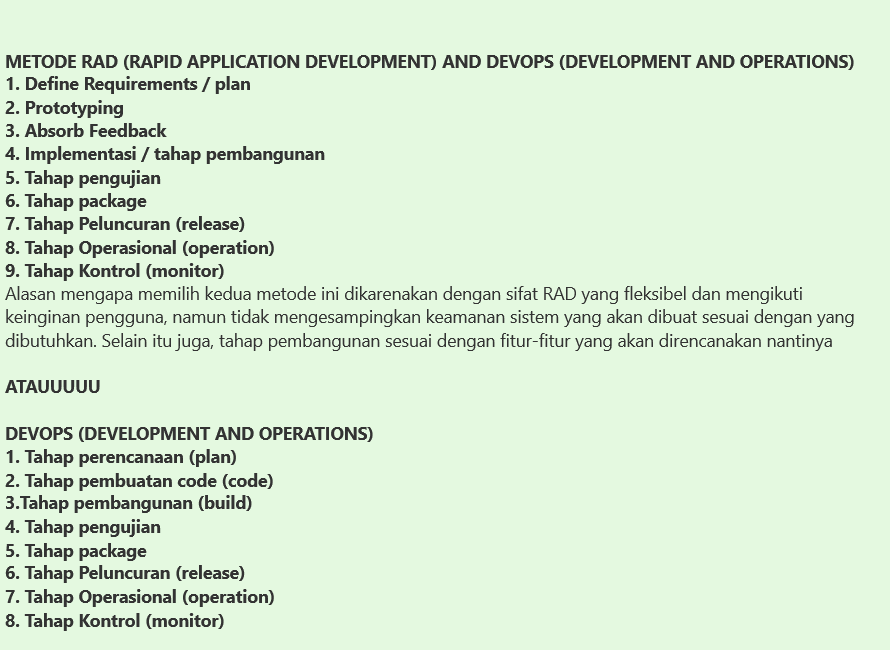 METODE RAD (RAPID APPLICATION DEVELOPMENT) AND DEVOPS (DEVELOPMENT AND OPERATIONS)
1. Define Requirements / plan
2. Prototyping
3. Absorb Feedback
4. Implementasi / tahap pembangunan
5. Tahap pengujian
6. Tahap package
7. Tahap Peluncuran (release)
8. Tahap Operasional (operation)
9. Tahap Kontrol (monitor)
Alasan mengapa memilih kedua metode ini dikarenakan dengan sifat RAD yang fleksibel dan mengikuti
keinginan pengguna, namun tidak mengesampingkan keamanan sistem yang akan dibuat sesuai dengan yang
dibutuhkan. Selain itu juga, tahap pembangunan sesuai dengan fitur-fitur yang akan direncanakan nantinya
ATAUUUUU
DEVOPS (DEVELOPMENT AND OPERATIONS)
1. Tahap perencanaan (plan)
2. Tahap pembuatan code (code)
3.Tahap pembangunan (build)
4. Tahap pengujian
5. Tahap package
6. Tahap Peluncuran (release)
7. Tahap Operasional (operation)
8. Tahap Kontrol (monitor)